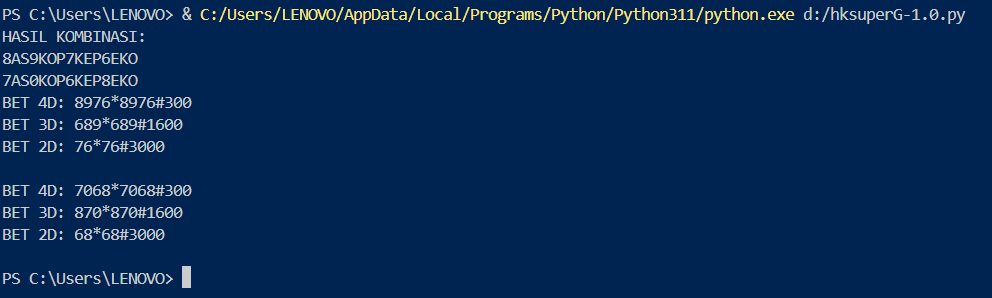 PS C:\Users\LENOVO> & C:/Users/LENOVO/AppData/Local/Programs/Python/Python311/python.exe d:/hksuperG-1.0.py
HASIL KOMBINASI:
8AS9KOP7KEP6EKO
7AS0KOP6KEP8EKO
BET 4D: 8976*8976#300
BET 3D: 689*689#1600
BET 2D: 76*76#3000
BET 4D: 7068*7068#300
BET 3D: 870*870#1600
BET 2D: 68*68#3000
PS C:\Users\LENOVO>